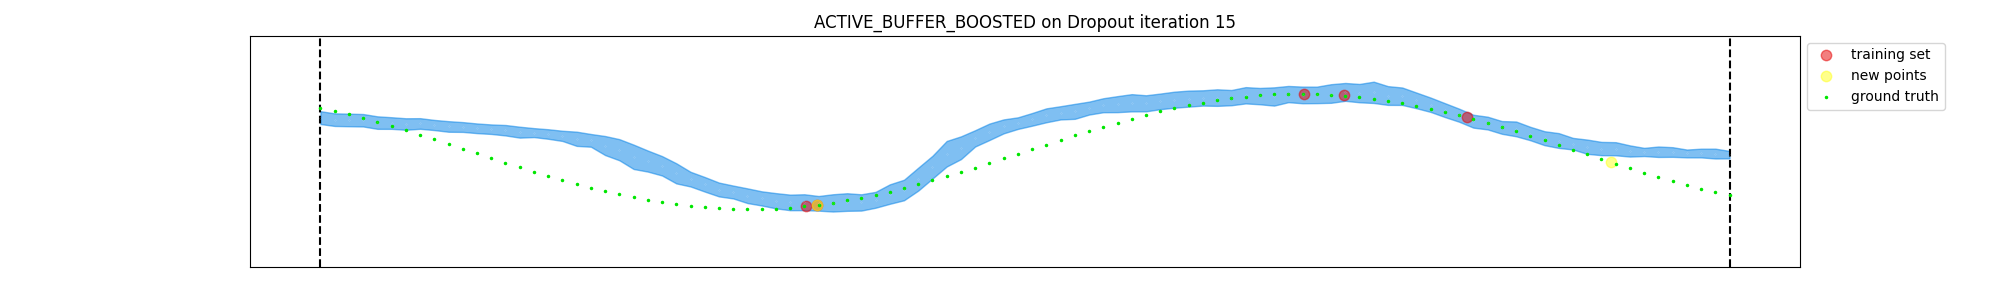 ACTIVE_BUFFER_BOOSTED on Dropout iteration 15
training set
new points
ground truth